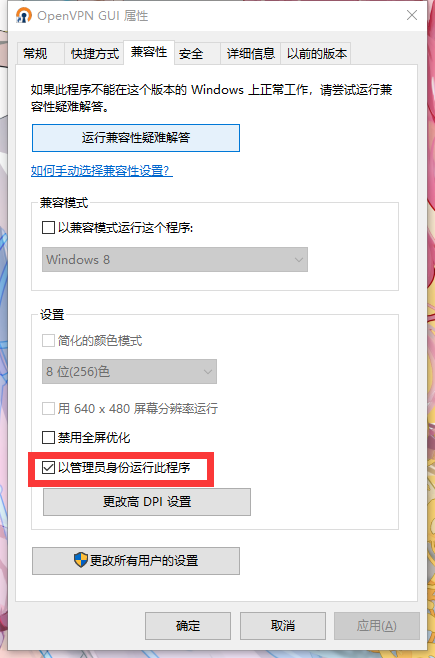 OpenVPN GUI 属性
常规 快捷方式 兼容性 安全 详细信息 以前的版本
如果此程序不能在这个版本的 Windows 上正常工作，请尝试运行兼
容性疑难解答。
运行兼容性疑难解答
如何手动选择兼容性设置?
兼容模式
以兼容模式运行这个程序:
Windows 8
设置
简化的颜色模式
8 位(256)色
用 640 x 480 屏幕分辨率运行
禁用全屏优化
以管理员身份运行此程序
更改高 DPI 设置
更改所有用户的设置
确定 取消 应用(A)